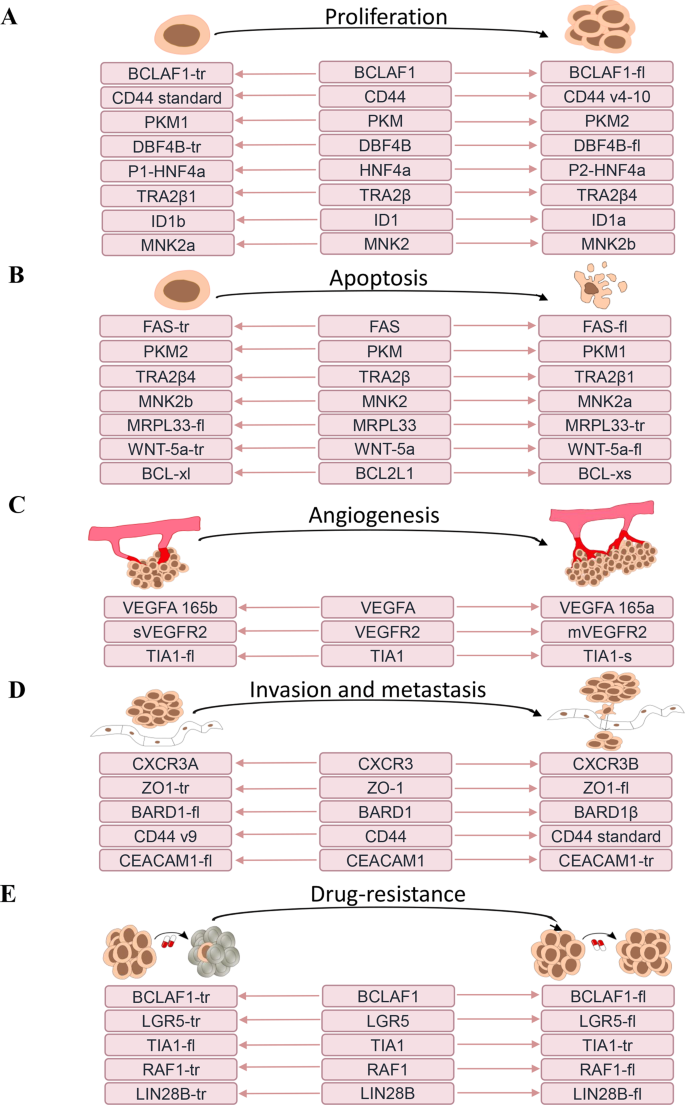 A
Proliferation
BCLAF1-tr BCLAF1 BCLAF1-fl
CD44 standard CD44 CD44 v4-10
PKM1 PKM PKM2
DBF4B-tr DBF4B DBF4B-fl
P1-HNF4a HNF4a P2-HNF4a
TRA2β1 TRA2β TRA2β4
ID1b ID1 ID1a
MNK2a MNK2 MNK2b
B
Apoptosis
FAS-tr FAS FAS-fl
PKM2 PKM PKM1
TRA2β4 TRA2β TRA2β1
MNK2b MNK2 MNK2a
MRPL33-fl MRPL33 MRPL33-tr
WNT-5a-tr WNT-5a WNT-5a-fl
BCL-xl BCL2L1 BCL-xs
C
Angiogenesis
VEGFA 165b VEGFA VEGFA 165a
sVEGFR2 VEGFR2 mVEGFR2
TIA1-fl TIA1 TIA1-s
D
Invasion and metastasis
CXCR3A CXCR3 CXCR3B
ZO1-tr ZO-1 ZO1-fl
BARD1-fl BARD1 BARD1β
CD44 v9 CD44 CD44 standard
CEACAM1-fl CEACAM1 CEACAM1-tr
E
Drug-resistance
BCLAF1-tr BCLAF1 BCLAF1-fl
LGR5-tr LGR5 LGR5-fl
TIA1-fl TIA1 TIA1-tr
RAF1-tr RAF1 RAF1-fl
LIN28B-tr LIN28B LIN28B-fl